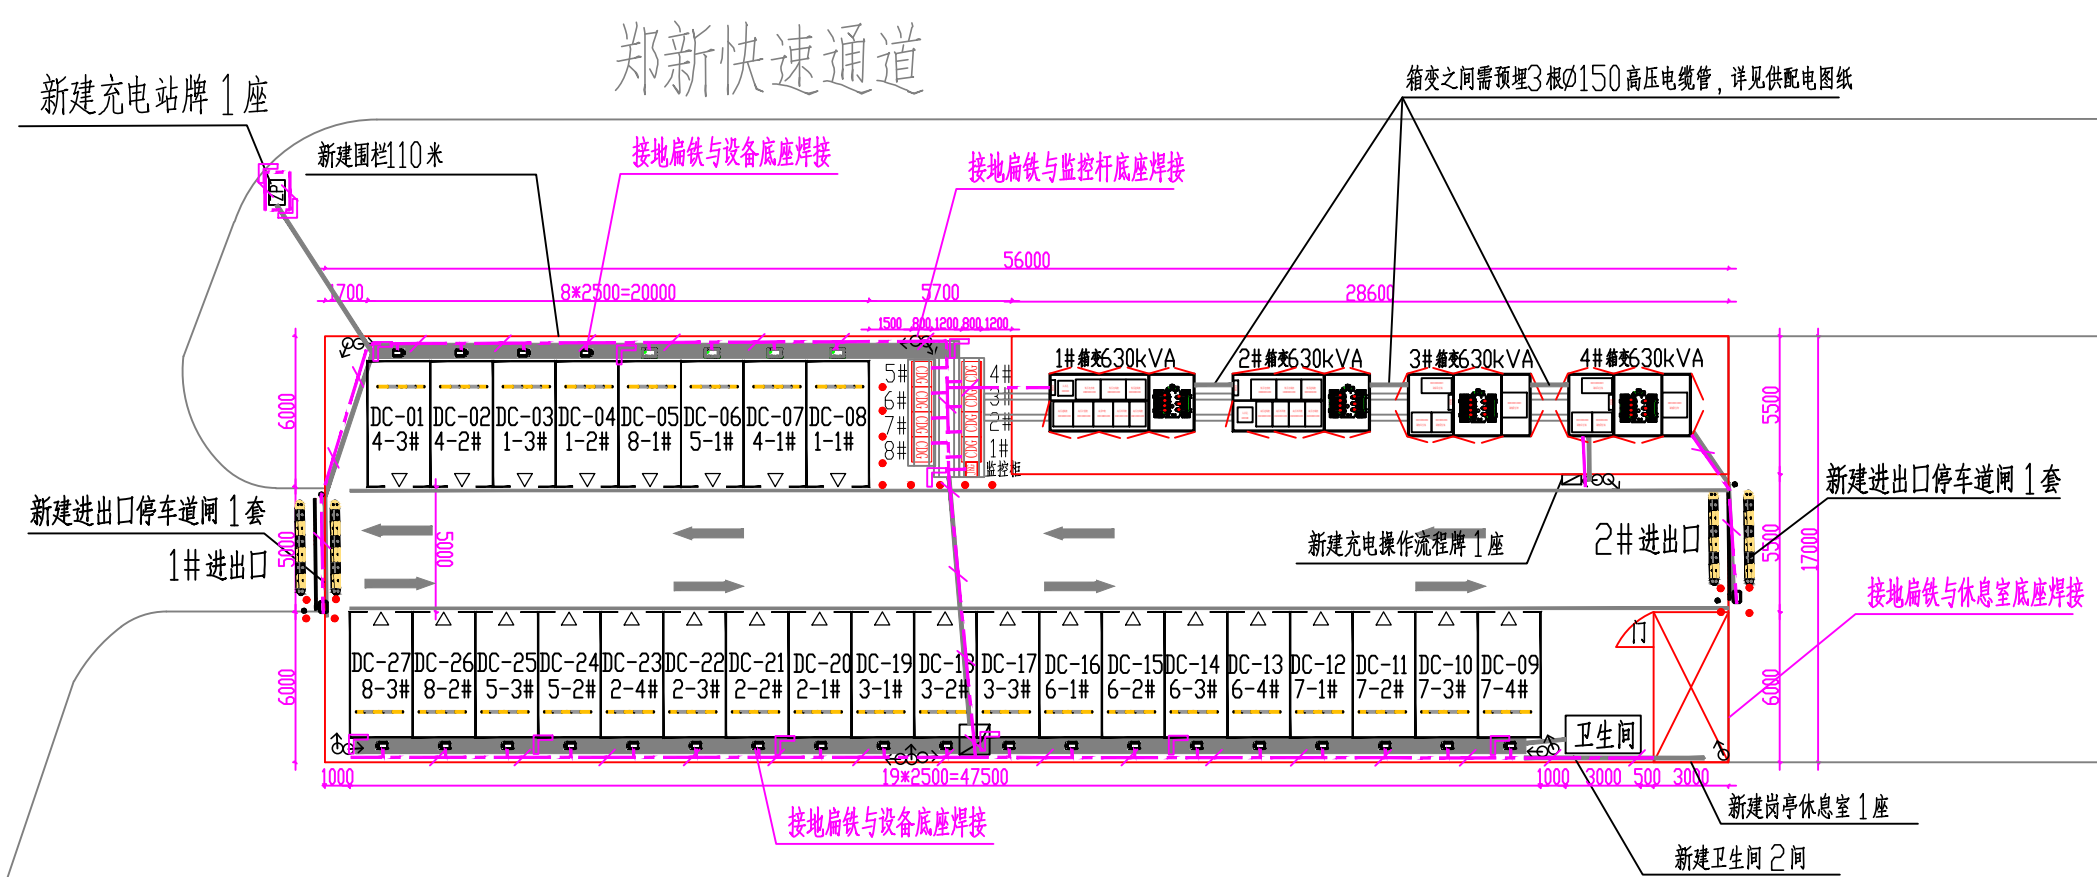 郑新快速通道
新建充电站牌 1 座
箱变之间需预埋3根Ø150高压电缆管，详见供配电图纸
新建围栏110米
接地扁铁与设备底座焊接
接地扁铁与监控杆底座焊接
ZP1
56000
1700
8*2500=20000
5700
28600
1500
800
1200
800
1200
1#箱变630kVA
2#箱变630kVA
3#箱变630kVA
4#箱变630kVA
5#
6#
7#
8#
4#
3#
2#
1#
监控柜
CDG
CDG
CDG
CDG
CDG
CDG
CDG
CDG
6000
5500
DC-01
4-3#
DC-02
4-2#
DC-03
1-3#
DC-04
1-2#
DC-05
8-1#
DC-06
5-1#
DC-07
4-1#
DC-08
1-1#
新建进出口停车道闸 1 套
新建进出口停车道闸 1 套
1#进出口
2#进出口
5000
5000
5500
17000
新建充电操作流程牌 1 座
接地扁铁与休息室底座焊接
门
DC-27
8-3#
DC-26
8-2#
DC-25
5-3#
DC-24
5-2#
DC-23
2-4#
DC-22
2-3#
DC-21
2-2#
DC-20
2-1#
DC-19
3-1#
DC-18
3-2#
DC-17
3-3#
DC-16
6-1#
DC-15
6-2#
DC-14
6-3#
DC-13
6-4#
DC-12
7-1#
DC-11
7-2#
DC-10
7-3#
DC-09
7-4#
6000
6000
卫生间
1000
19*2500=47500
1000
3000
500
3000
接地扁铁与设备底座焊接
新建岗亭休息室 1 座
新建卫生间 2 间